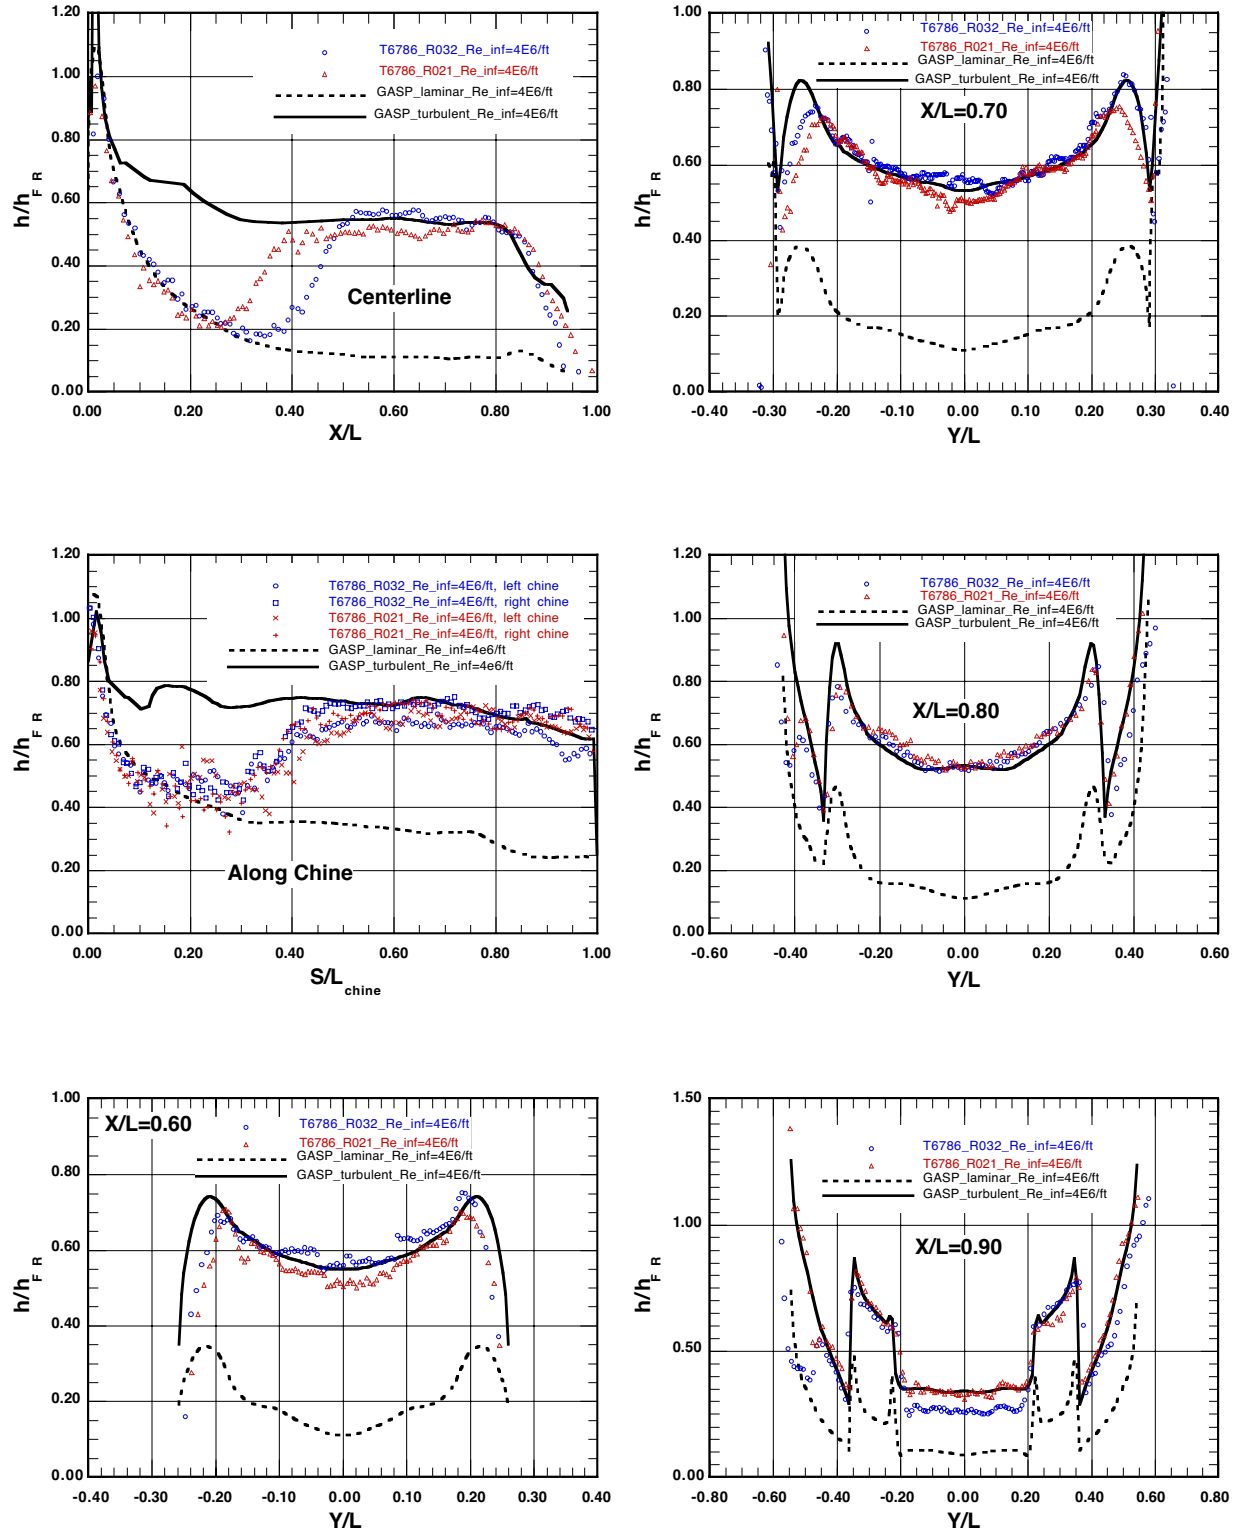 1.20
1.00
0.80
0.60
0.40
0.20
0.00
h/h F R
T6786_R032_Re_inf=4E6/ft
T6786_R021_Re_inf=4E6/ft
GASP_laminar_Re_inf=4E6/ft
GASP_turbulent_Re_inf=4E6/ft
Centerline
0.00 0.20 0.40 0.60 0.80 1.00
X/L
1.00
0.80
0.60
0.40
0.20
0.00
h/h F R
T6786_R032_Re_inf=4E6/ft
T6786_R021_Re_inf=4E6/ft
GASP_laminar_Re_inf=4E6/ft
GASP_turbulent_Re_inf=4E6/ft
X/L=0.70
-0.40 -0.30 -0.20 -0.10 0.00 0.10 0.20 0.30 0.40
Y/L
1.20
1.00
0.80
0.60
0.40
0.20
0.00
h/h F R
T6786_R032_Re_inf=4E6/ft, left chine
T6786_R032_Re_inf=4E6/ft, right chine
T6786_R021_Re_inf=4E6/ft, left chine
T6786_R021_Re_inf=4E6/ft, right chine
GASP_laminar_Re_inf=4e6/ft
GASP_turbulent_Re_inf=4e6/ft
Along Chine
0.00 0.20 0.40 0.60 0.80 1.00
S/L chine
1.20
1.00
0.80
0.60
0.40
0.20
0.00
h/h F R
T6786_R032_Re_inf=4E6/ft
T6786_R021_Re_inf=4E6/ft
GASP_laminar_Re_inf=4E6/ft
GASP_turbulent_Re_inf=4E6/ft
X/L=0.80
-0.60 -0.40 -0.20 0.00 0.20 0.40 0.60
Y/L
1.00
0.80
0.60
0.40
0.20
0.00
h/h F R
X/L=0.60
T6786_R032_Re_inf=4E6/ft
T6786_R021_Re_inf=4E6/ft
GASP_laminar_Re_inf=4E6/ft
GASP_turbulent_Re_inf=4E6/ft
-0.40 -0.20 0.00 0.20 0.40
Y/L
1.50
1.00
0.50
0.00
h/h F R
T6786_R032_Re_inf=4E6/ft
T6786_R021_Re_inf=4E6/ft
GASP_laminar_Re_inf=4E6/ft
GASP_turbulent_Re_inf=4E6/ft
X/L=0.90
-0.80 -0.60 -0.40 -0.20 0.00 0.20 0.40 0.60 0.80
Y/L